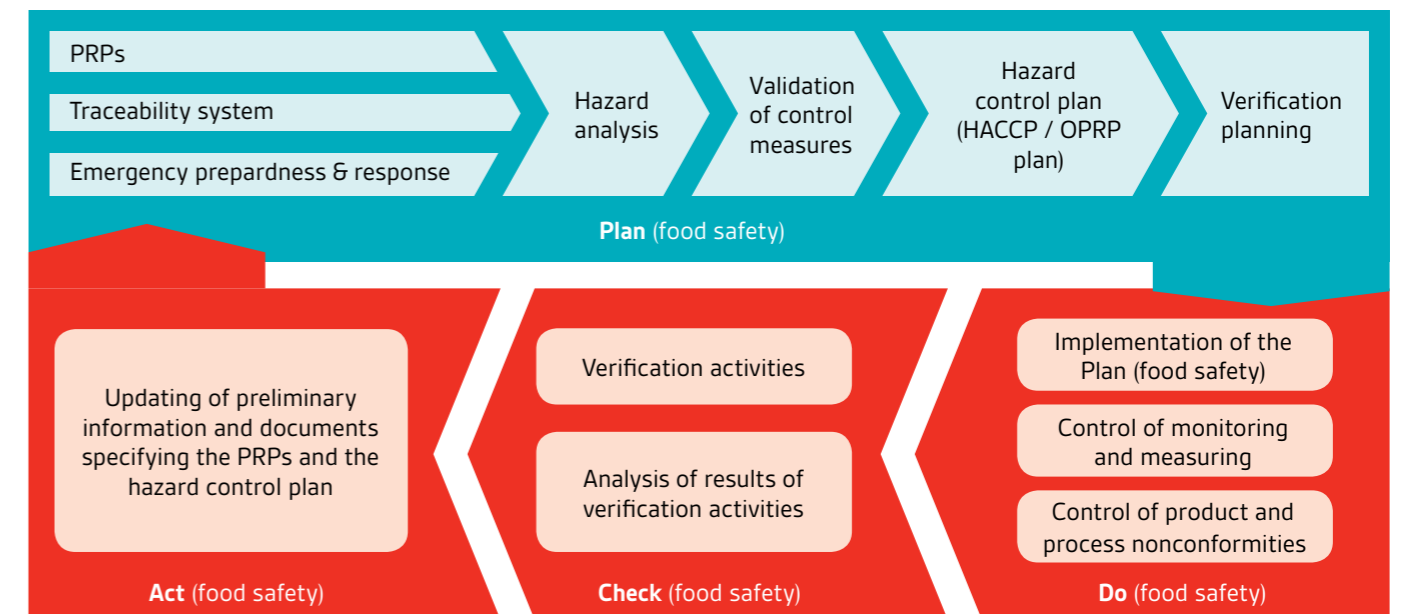 PRPs
Traceability system
Emergency prepardness & response
Hazard
analysis
Validation
of control
measures
Hazard
control plan
(HACCP / OPRP
plan)
Verification
planning
Plan (food safety)
Updating of preliminary
information and documents
specifying the PRPs and the
hazard control plan
Act (food safety)
Verification activities
Analysis of results of
verification activities
Check (food safety)
Implementation of the
Plan (food safety)
Control of monitoring
and measuring
Control of product and
process nonconformities
Do (food safety)